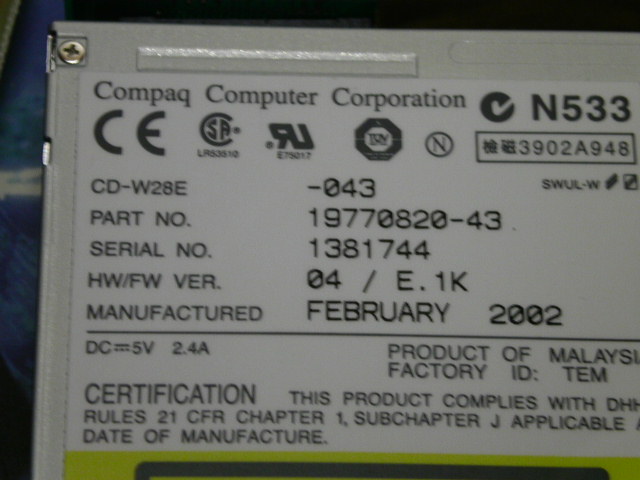 Compaq Computer Corporation N533
CE SA® LR53510 .RU® E75017 N 檢磁3902A948
CD-W28E -043 SWUL-W
PART NO. 19770820-43
SERIAL NO. 1381744
HW/FW VER. 04 / E.1K
MANUFACTURED FEBRUARY 2002
DC⎓5V 2.4A PRODUCT OF MALAYSI
FACTORY ID: TEM
CERTIFICATION THIS PRODUCT COMPLIES WITH DHH
RULES 21 CFR CHAPTER 1, SUBCHAPTER J APPLICABLE A
DATE OF MANUFACTURE.